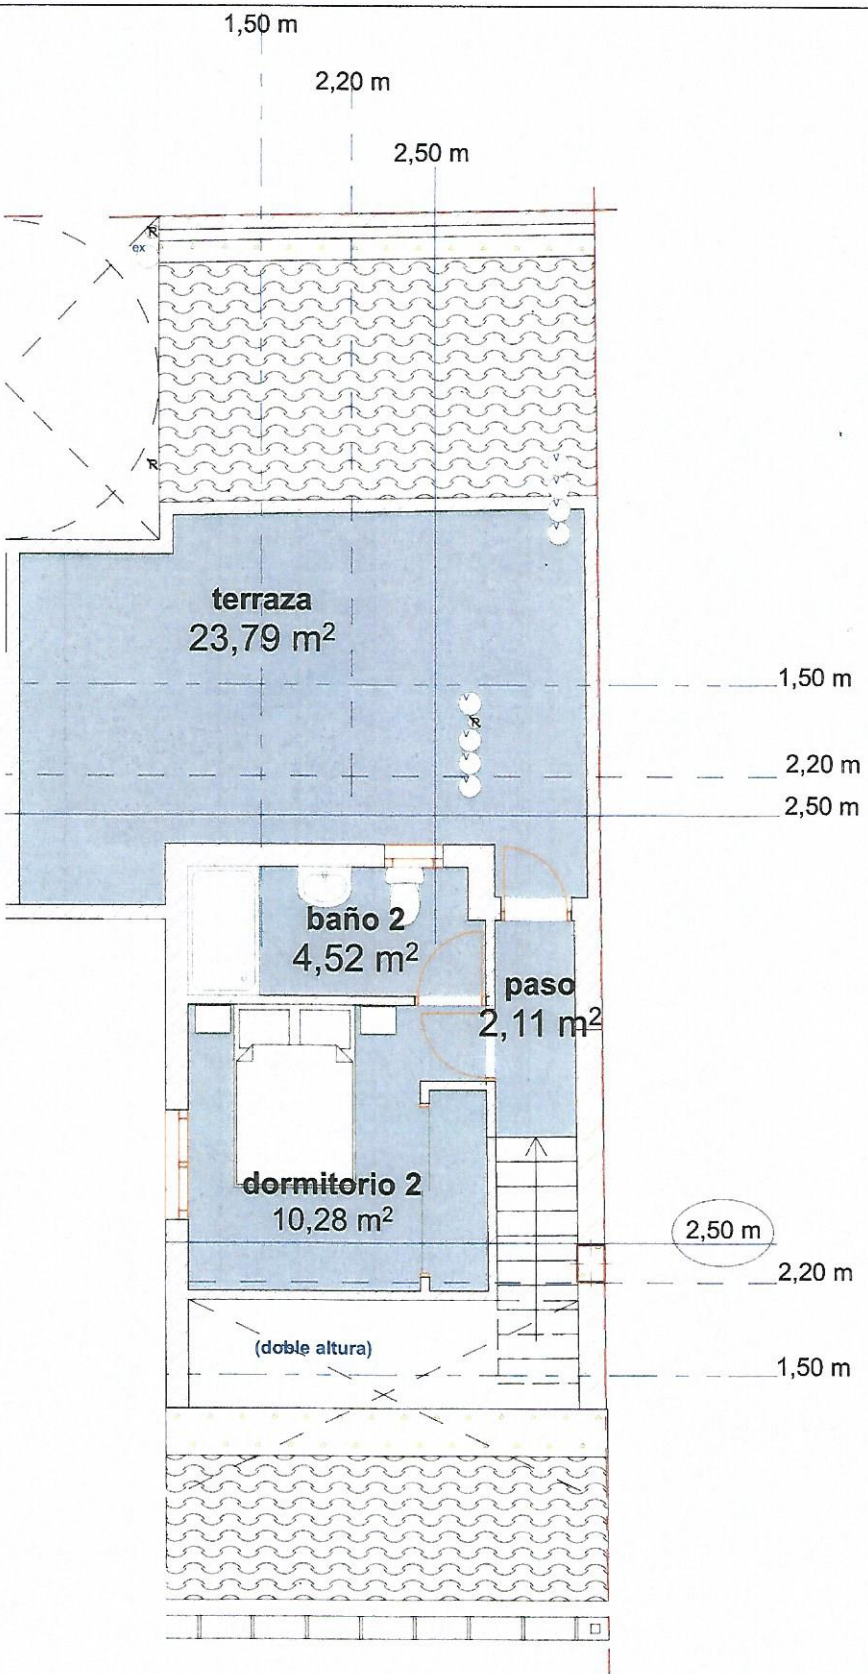 1,50 m
2,20 m
2,50 m
R
ex
R
V
V
V
V
terraza
23,79 m²
1,50 m
V
R
V
V
V
2,20 m
2,50 m
baño 2
4,52 m²
paso
2,11 m²
dormitorio 2
10,28 m²
2,50 m
2,20 m
(doble altura)
1,50 m